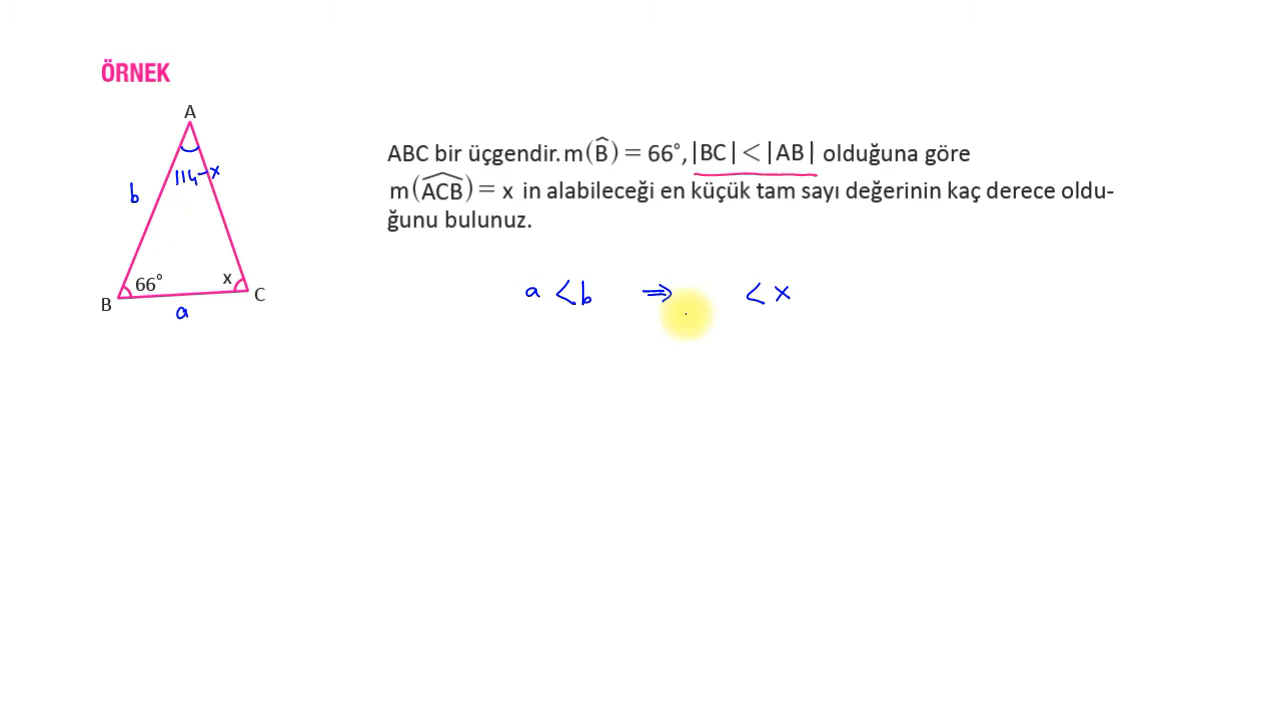 ÖRNEK
A
114-x
b
66°
x
B
C
a
ABC bir üçgendir. m(B̂) = 66°, |BC| < |AB| olduğuna göre
m(ACB) = x in alabileceği en küçük tam sayı değerinin kaç derece oldu-
ğunu bulunuz.
a < b ⇒ < x